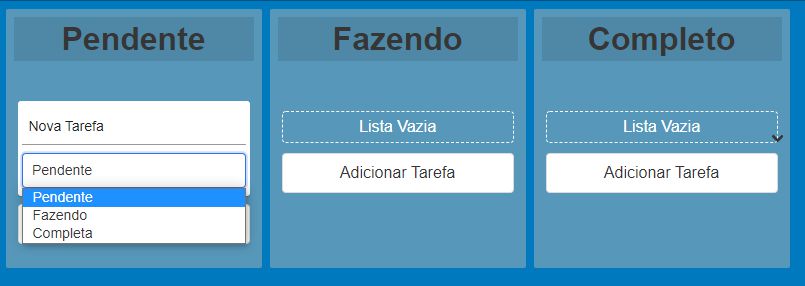 Pendente
Nova Tarefa
Pendente
Pendente
Fazendo
Completa
Fazendo
Lista Vazia
Adicionar Tarefa
Completo
Lista Vazia
Adicionar Tarefa